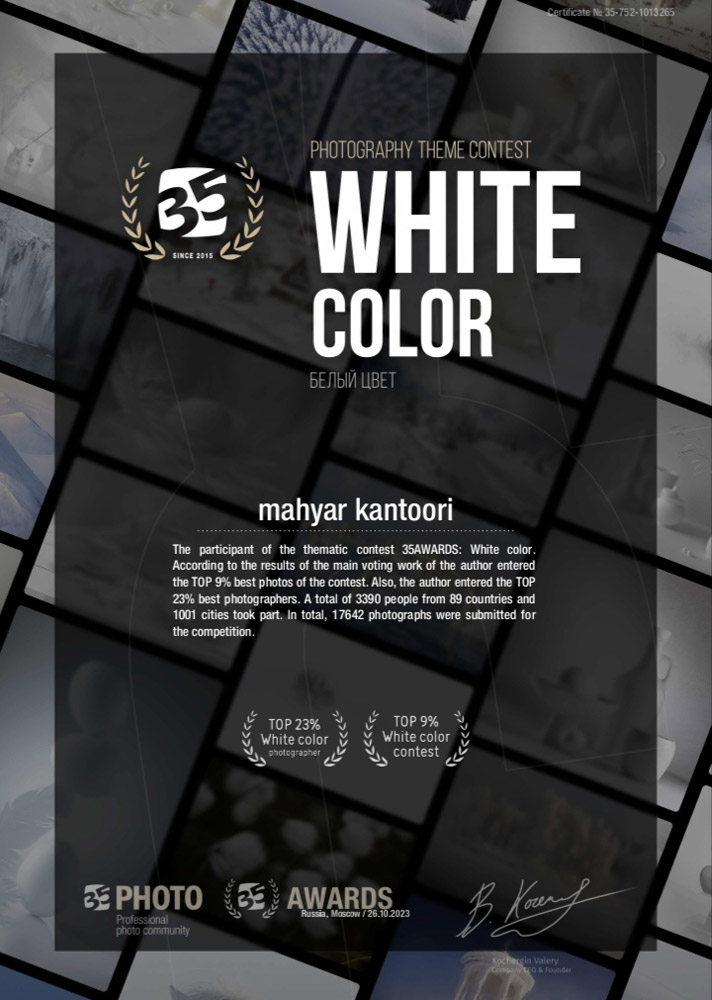 Certificate № 35-752-1013265
PHOTOGRAPHY THEME CONTEST
35
SINCE 2015
WHITE
COLOR
БЕЛЫЙ ЦВЕТ
mahyar kantoori
The participant of the thematic contest 35AWARDS: White color.
According to the results of the main voting work of the author entered
the TOP 9% best photos of the contest. Also, the author entered the TOP
23% best photographers. A total of 3390 people from 89 countries and
1001 cities took part. In total, 17642 photographs were submitted for
the competition.
TOP 23%
White color
photographer
TOP 9%
White color
contest
35 PHOTO
Professional
photo community
35 AWARDS
Russia, Moscow / 26.10.2023
Kochergin Valery
Company CEO & Founder